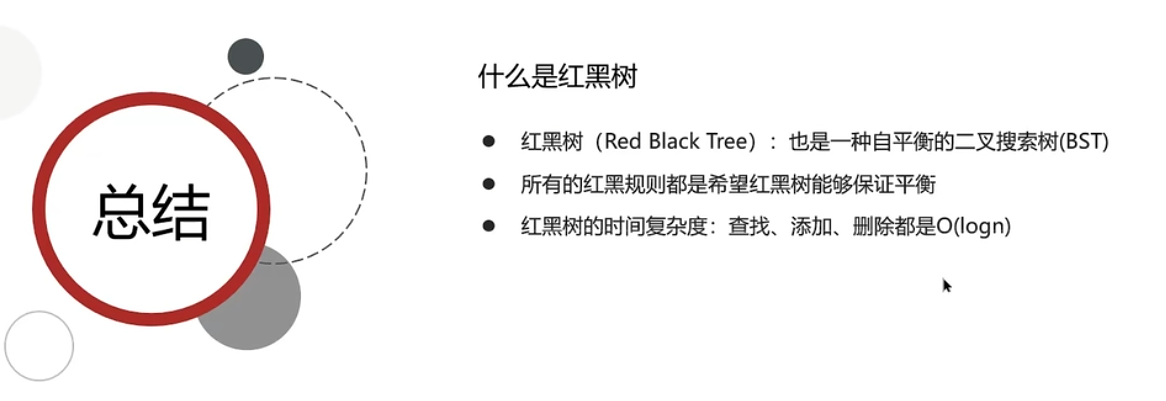 总结
什么是红黑树
● 红黑树（Red Black Tree）：也是一种自平衡的二叉搜索树(BST)
● 所有的红黑规则都是希望红黑树能够保证平衡
● 红黑树的时间复杂度：查找、添加、删除都是O(logn)